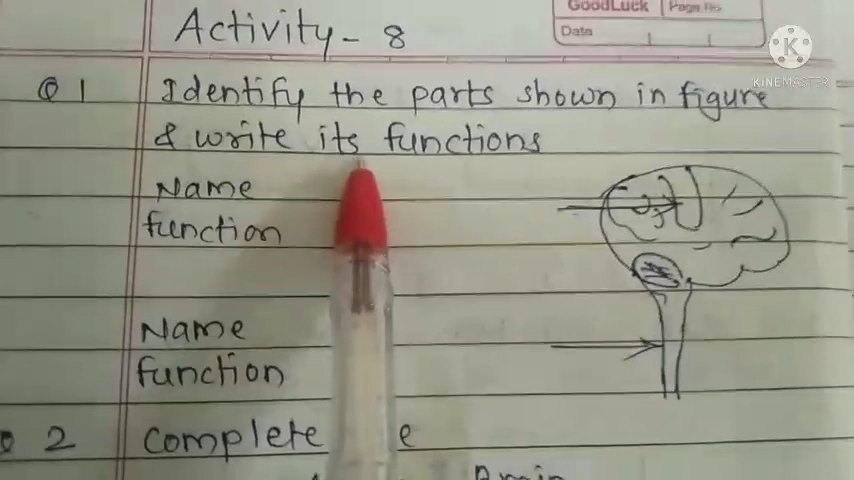 GoodLuck Page No
Date
Activity - 8
KINEMASTER
Q 1 Identify the parts shown in figure
& write its functions
Name
function
Name
function
2 complete